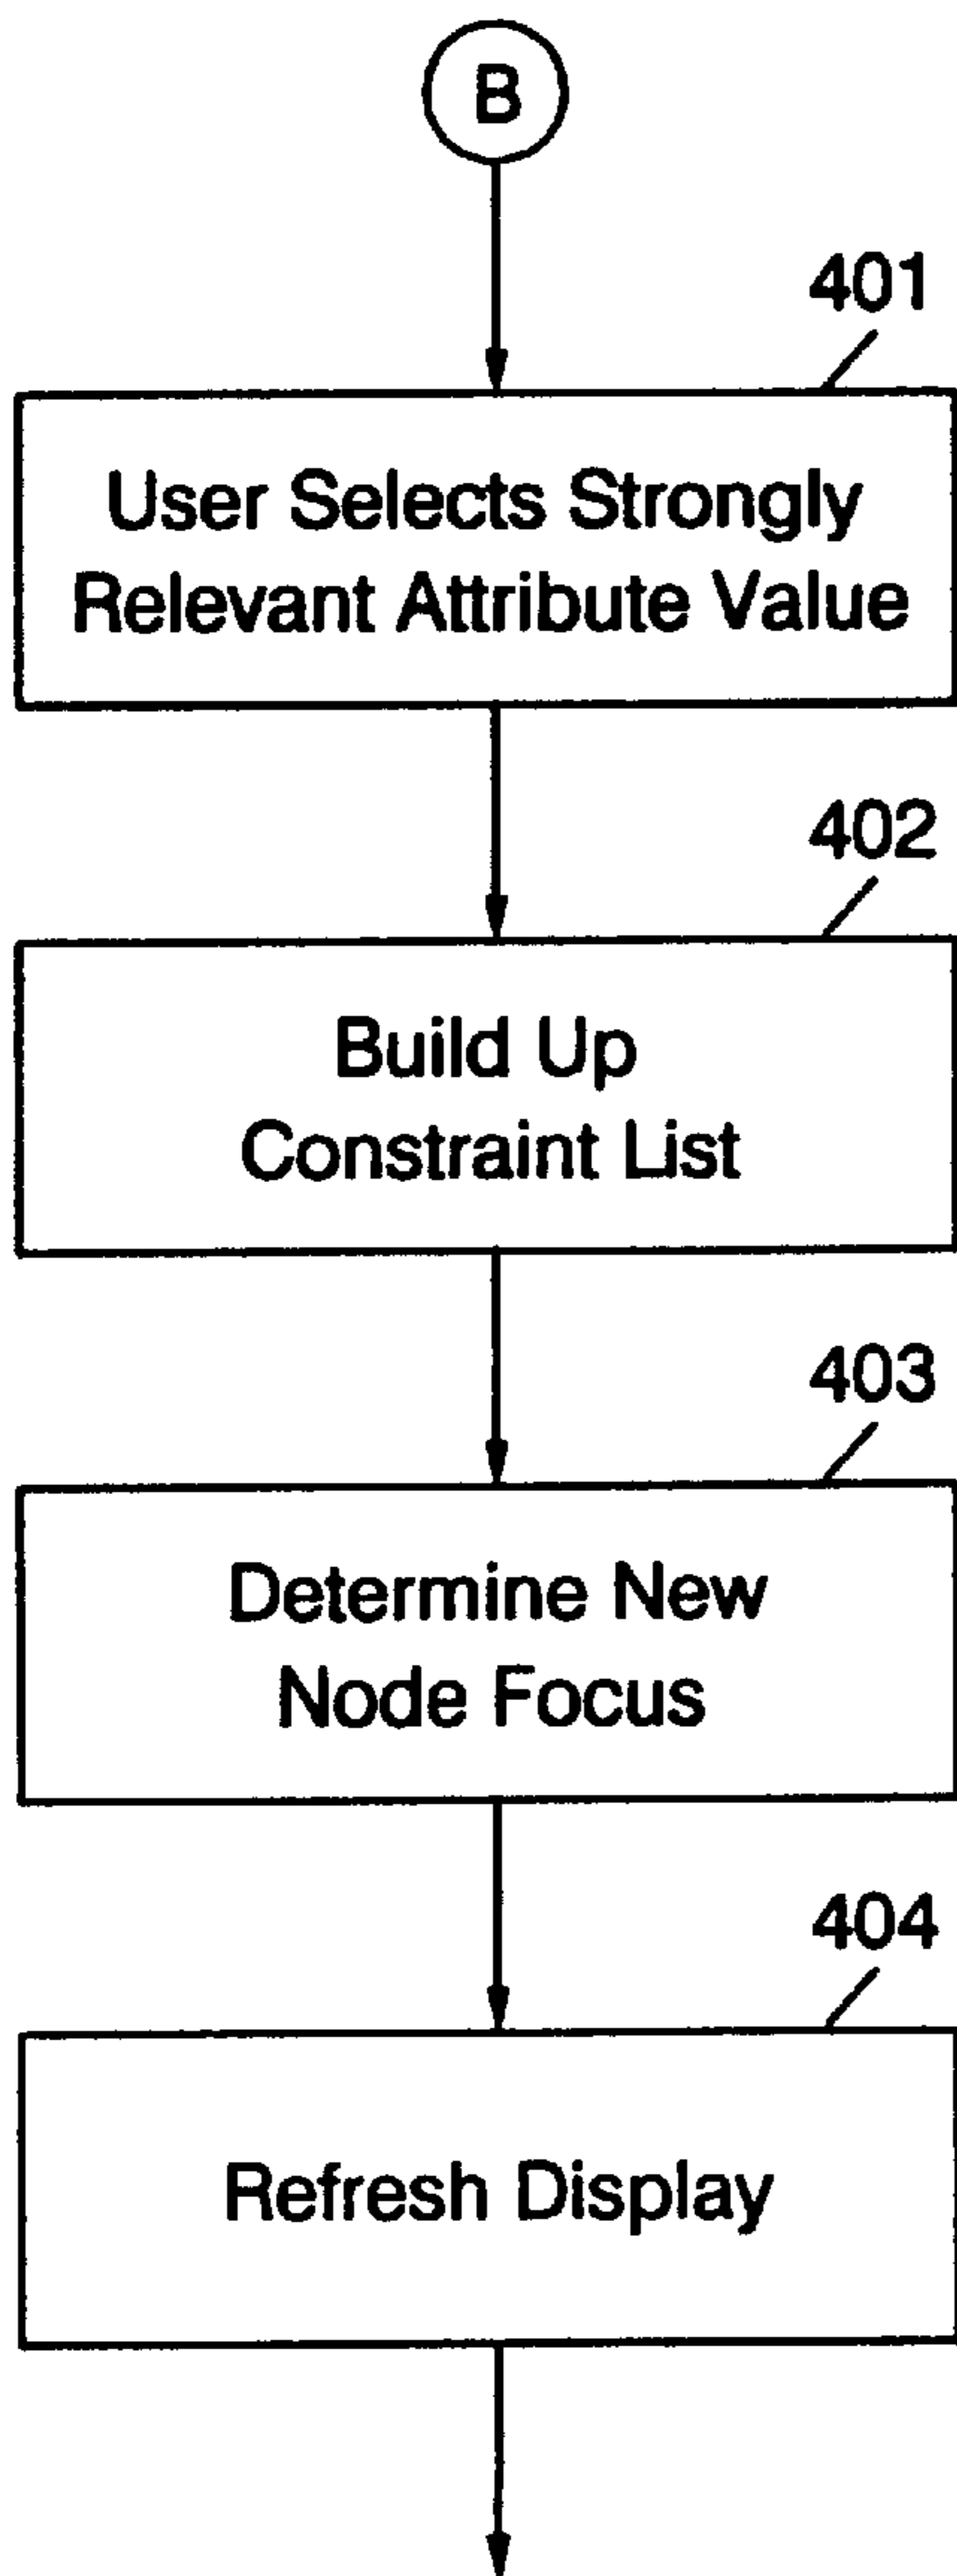 B
401
User Selects Strongly
Relevant Attribute Value
402
Build Up
Constraint List
403
Determine New
Node Focus
404
Refresh Display